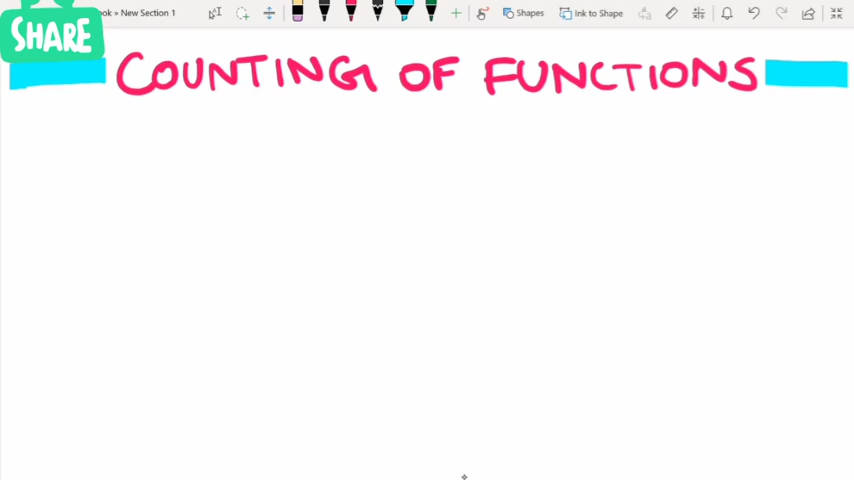 SHARE
ook » New Section 1
Shapes
Ink to Shape
COUNTING OF FUNCTIONS